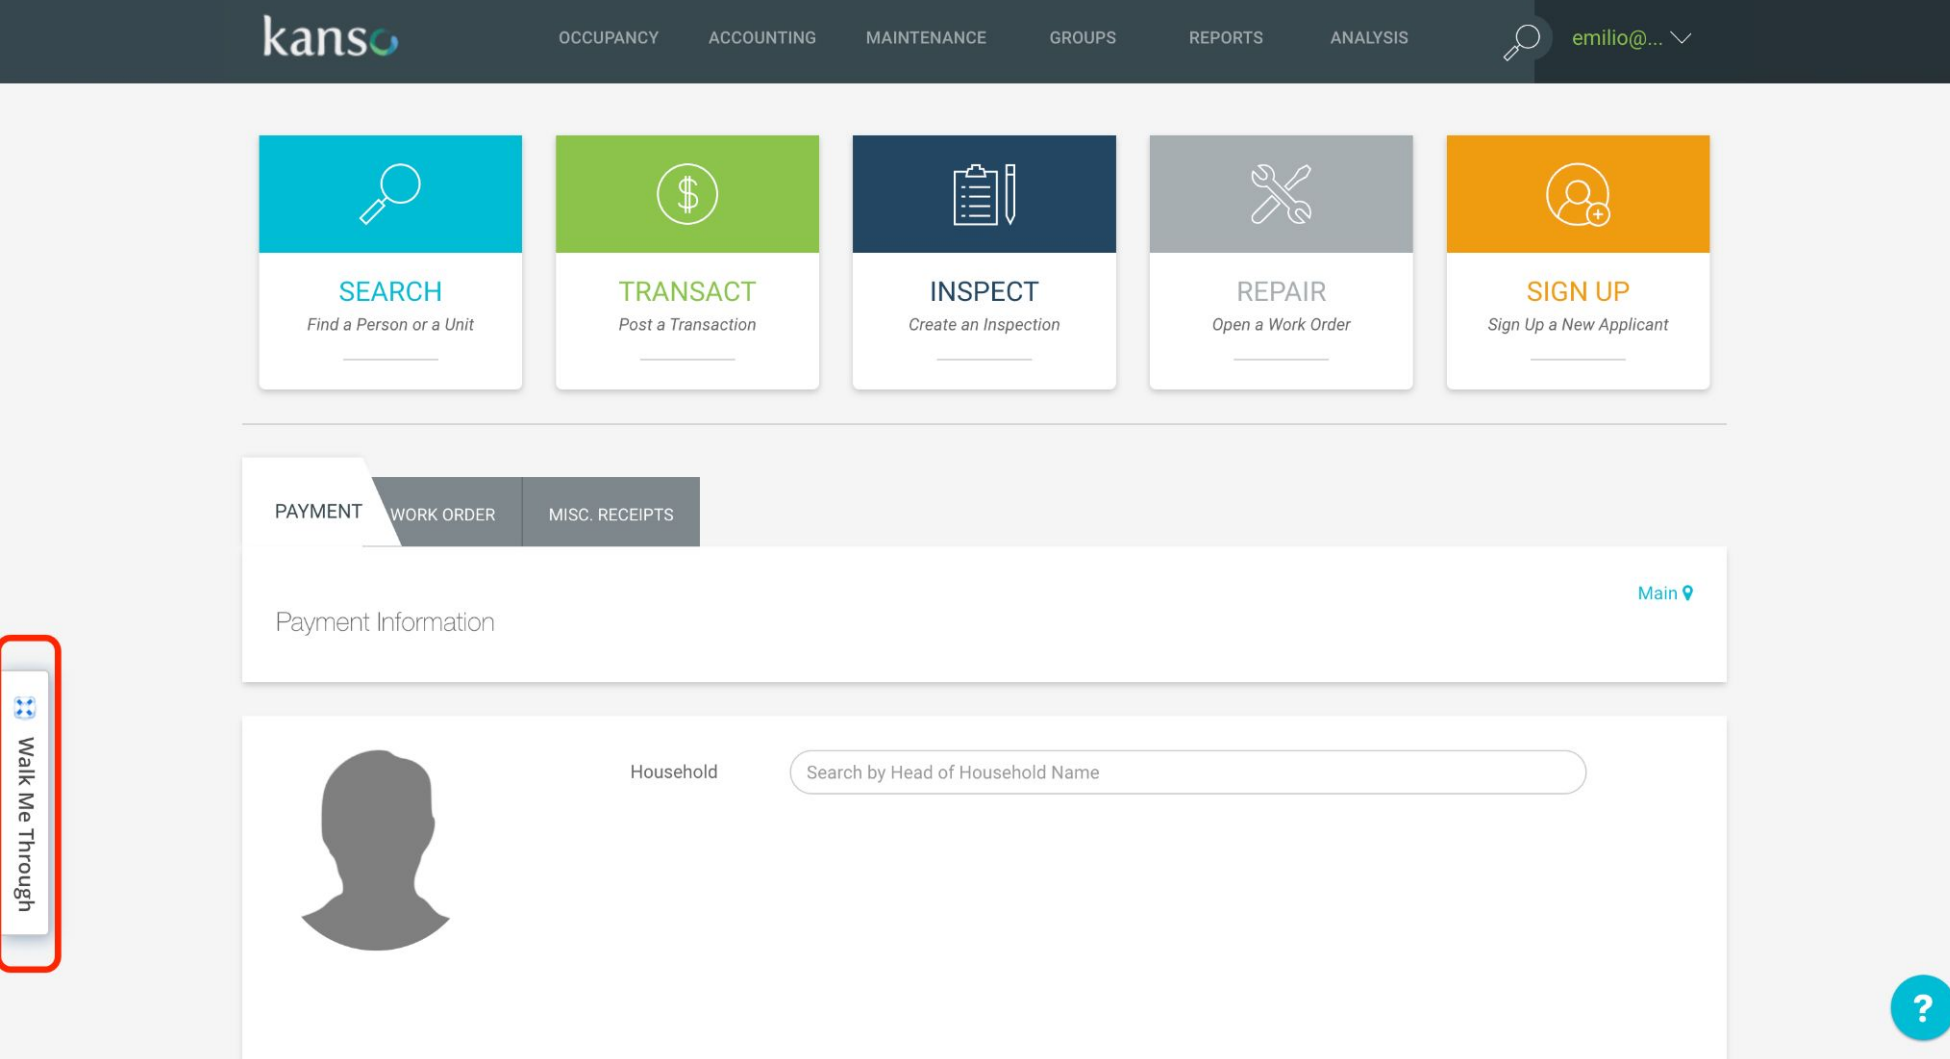 kanso
OCCUPANCY ACCOUNTING MAINTENANCE GROUPS REPORTS ANALYSIS emilio@...
SEARCH
Find a Person or a Unit
TRANSACT
Post a Transaction
INSPECT
Create an Inspection
REPAIR
Open a Work Order
SIGN UP
Sign Up a New Applicant
PAYMENT WORK ORDER MISC. RECEIPTS
Main
Payment Information
Walk Me Through
Household Search by Head of Household Name
?